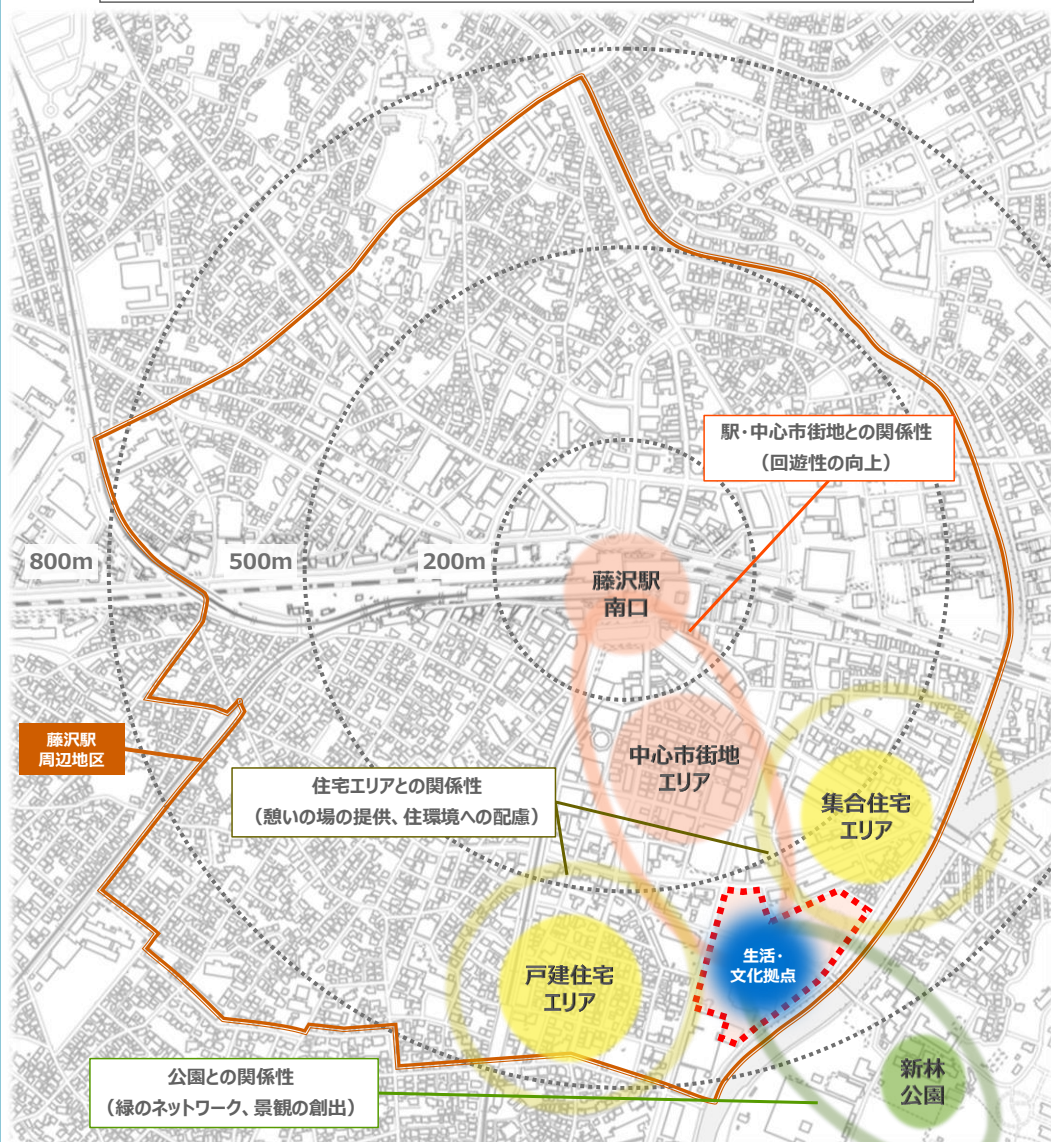 駅・中心市街地との関係性
（回遊性の向上）
800m
500m
200m
藤沢駅
南口
藤沢駅
周辺地区
中心市街地
エリア
住宅エリアとの関係性
（憩いの場の提供、住環境への配慮）
集合住宅
エリア
生活・
文化拠点
戸建住宅
エリア
公園との関係性
（緑のネットワーク、景観の創出）
新林
公園